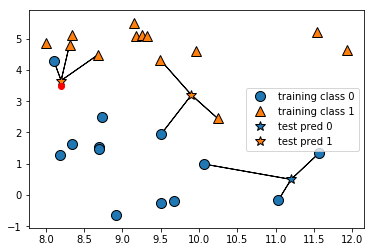 5
4
3
2
1
0
−1
training class 0
training class 1
test pred 0
test pred 1
8.0 8.5 9.0 9.5 10.0 10.5 11.0 11.5 12.0